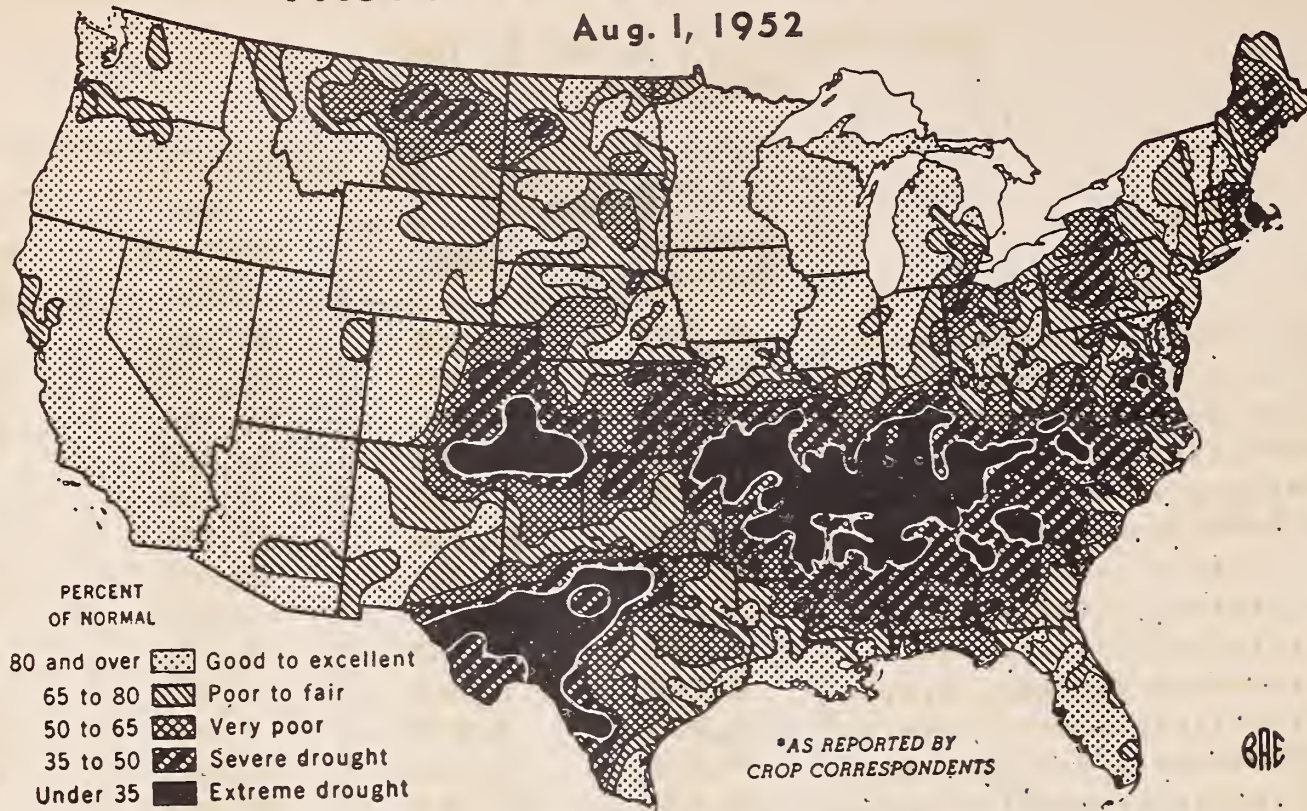 Aug. 1, 1952
PERCENT
OF NORMAL
80 and over Good to excellent
65 to 80 Poor to fair
50 to 65 Very poor
35 to 50 Severe drought
Under 35 Extreme drought
*AS REPORTED BY
CROP CORRESPONDENTS
BAE